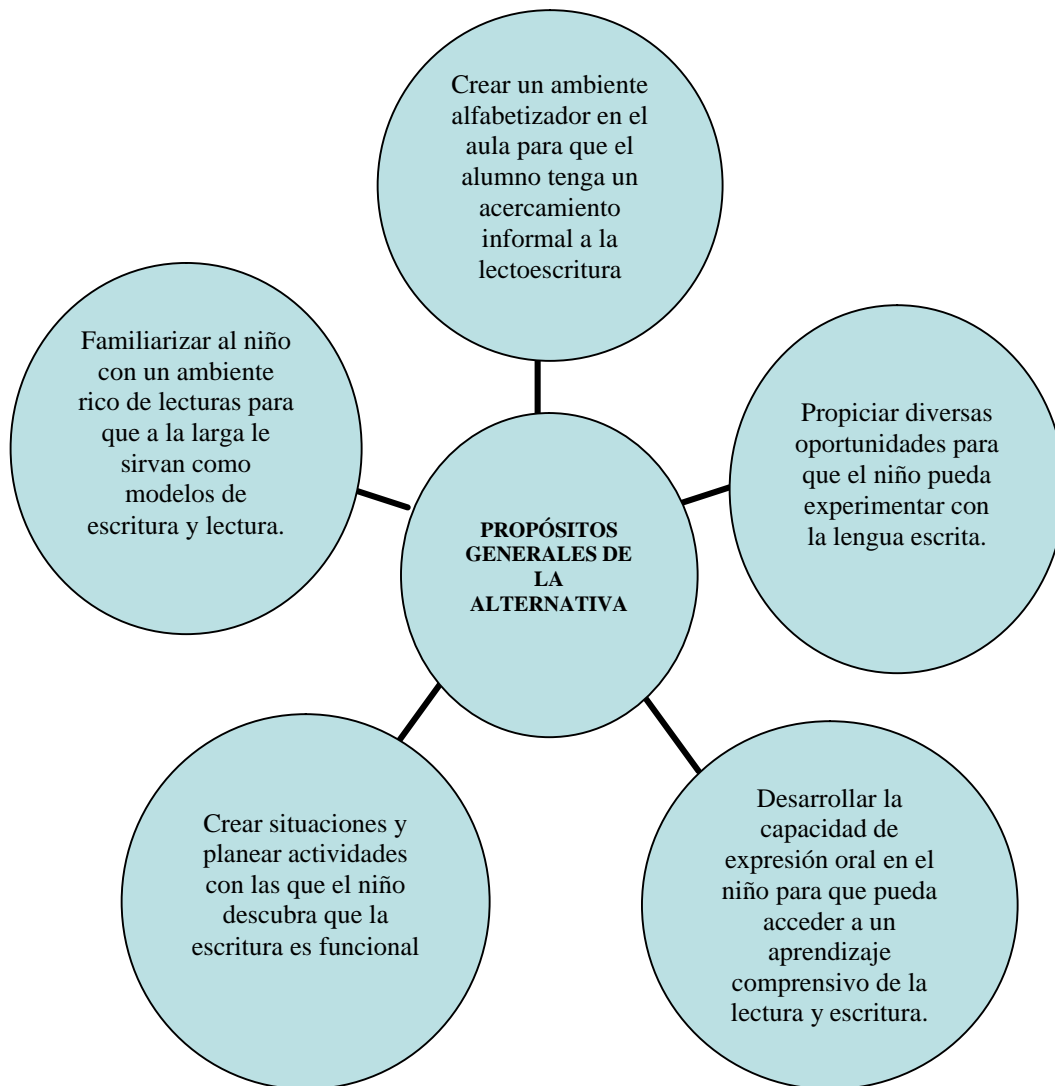 Crear un ambiente
alfabetizador en el
aula para que el
alumno tenga un
acercamiento
informal a la
lectoescritura
Familiarizar al niño
con un ambiente
rico de lecturas para
que a la larga le
sirvan como
modelos de
escritura y lectura.
Propiciar diversas
oportunidades para
que el niño pueda
experimentar con
la lengua escrita.
PROPÓSITOS
GENERALES DE
LA
ALTERNATIVA
Crear situaciones y
planear actividades
con las que el niño
descubra que la
escritura es funcional
Desarrollar la
capacidad de
expresión oral en el
niño para que pueda
acceder a un
aprendizaje
comprensivo de la
lectura y escritura.